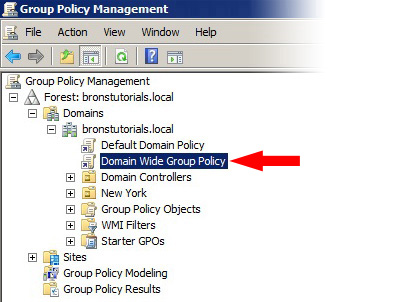 Group Policy Management
File Action View Window Help
Group Policy Management
Forest: bronstutorials.local
Domains
bronstutorials.local
Default Domain Policy
Domain Wide Group Policy
Domain Controllers
New York
Group Policy Objects
WMI Filters
Starter GPOs
Sites
Group Policy Modeling
Group Policy Results